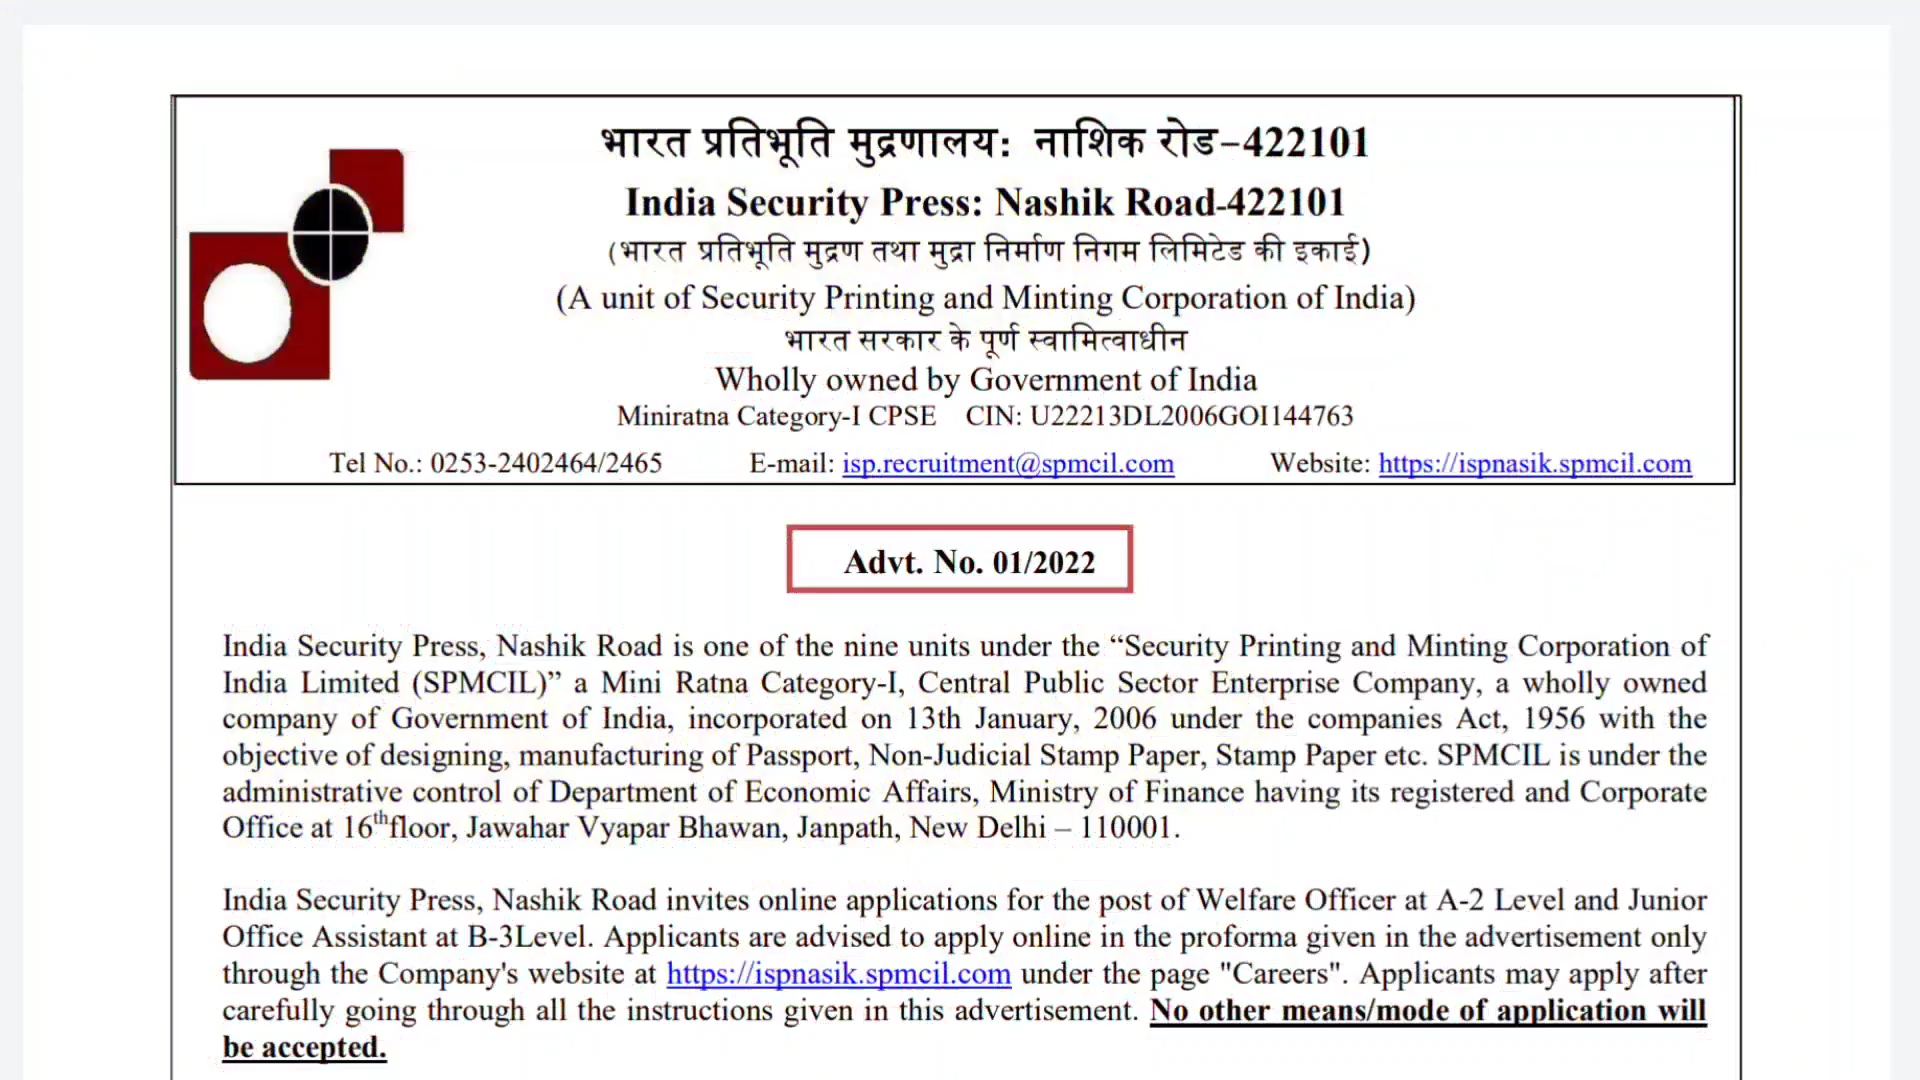 भारत प्रतिभूति मुद्रणालय: नाशिक रोड-422101
India Security Press: Nashik Road-422101
(भारत प्रतिभूति मुद्रण तथा मुद्रा निर्माण निगम लिमिटेड की इकाई)
(A unit of Security Printing and Minting Corporation of India)
भारत सरकार के पूर्ण स्वामित्वाधीन
Wholly owned by Government of India
Miniratna Category-I CPSE CIN: U22213DL2006GOI144763
Tel No.: 0253-2402464/2465 E-mail: isp.recruitment@spmcil.com Website: https://ispnasik.spmcil.com
Advt. No. 01/2022
India Security Press, Nashik Road is one of the nine units under the “Security Printing and Minting Corporation of
India Limited (SPMCIL)” a Mini Ratna Category-I, Central Public Sector Enterprise Company, a wholly owned
company of Government of India, incorporated on 13th January, 2006 under the companies Act, 1956 with the
objective of designing, manufacturing of Passport, Non-Judicial Stamp Paper, Stamp Paper etc. SPMCIL is under the
administrative control of Department of Economic Affairs, Ministry of Finance having its registered and Corporate
Office at 16thfloor, Jawahar Vyapar Bhawan, Janpath, New Delhi – 110001.
India Security Press, Nashik Road invites online applications for the post of Welfare Officer at A-2 Level and Junior
Office Assistant at B-3Level. Applicants are advised to apply online in the proforma given in the advertisement only
through the Company's website at https://ispnasik.spmcil.com under the page "Careers". Applicants may apply after
carefully going through all the instructions given in this advertisement. No other means/mode of application will
be accepted.